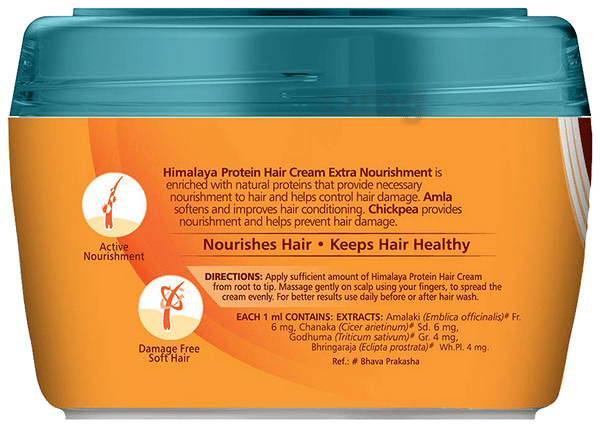 Himalaya Protein Hair Cream Extra Nourishment is
enriched with natural proteins that provide necessary
nourishment to hair and helps control hair damage. Amla
softens and improves hair conditioning. Chickpea provides
nourishment and helps prevent hair damage.
Nourishes Hair • Keeps Hair Healthy
Active
Nourishment
DIRECTIONS: Apply sufficient amount of Himalaya Protein Hair Cream
from root to tip. Massage gently on scalp using your fingers, to spread the
cream evenly. For better results use daily before or after hair wash.
EACH 1 ml CONTAINS: EXTRACTS: Amalaki (Emblica officinalis)# Fr.
6 mg, Chanaka (Cicer arietinum)# Sd. 6 mg,
Godhuma (Triticum sativum)# Gr. 4 mg,
Bhringaraja (Eclipta prostrata)# Wh.Pl. 4 mg.
Ref.: # Bhava Prakasha
Damage Free
Soft Hair